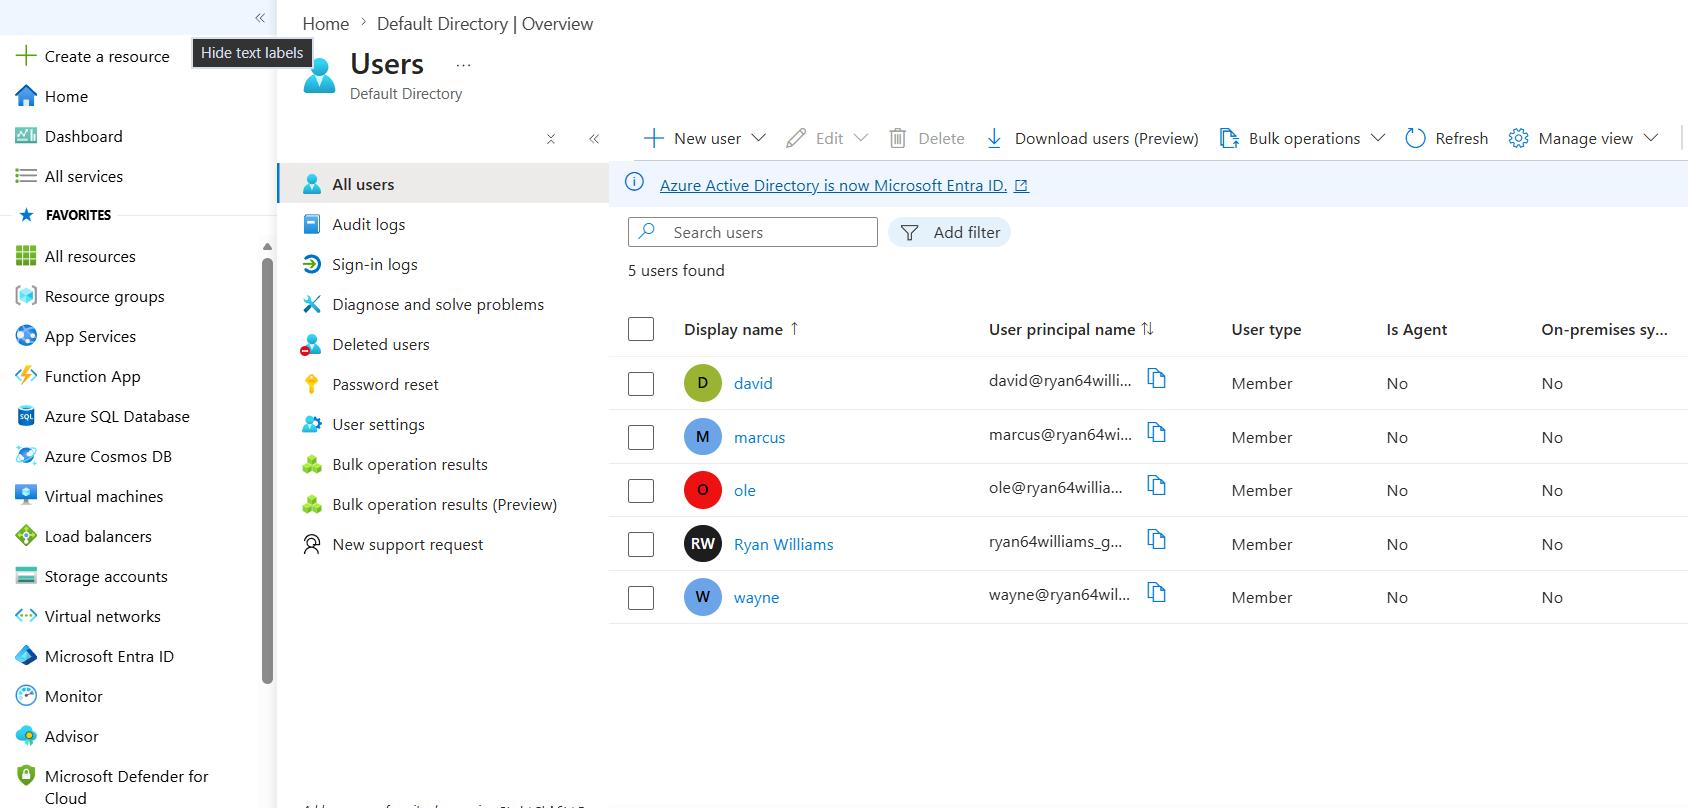 Home > Default Directory | Overview
Hide text labels
Users ...
Default Directory
Create a resource
Home
Dashboard
All services
FAVORITES
All resources
Resource groups
App Services
Function App
Azure SQL Database
Azure Cosmos DB
Virtual machines
Load balancers
Storage accounts
Virtual networks
Microsoft Entra ID
Monitor
Advisor
Microsoft Defender for
Cloud
All users
Audit logs
Sign-in logs
Diagnose and solve problems
Deleted users
Password reset
User settings
Bulk operation results
Bulk operation results (Preview)
New support request
New user Edit Delete Download users (Preview) Bulk operations Refresh Manage view
Azure Active Directory is now Microsoft Entra ID.
Search users Add filter
5 users found
Display name User principal name User type Is Agent On-premises sy...
D david david@ryan64willi... Member No No
M marcus marcus@ryan64wi... Member No No
O ole ole@ryan64willia... Member No No
RW Ryan Williams ryan64williams_g... Member No No
W wayne wayne@ryan64wil... Member No No